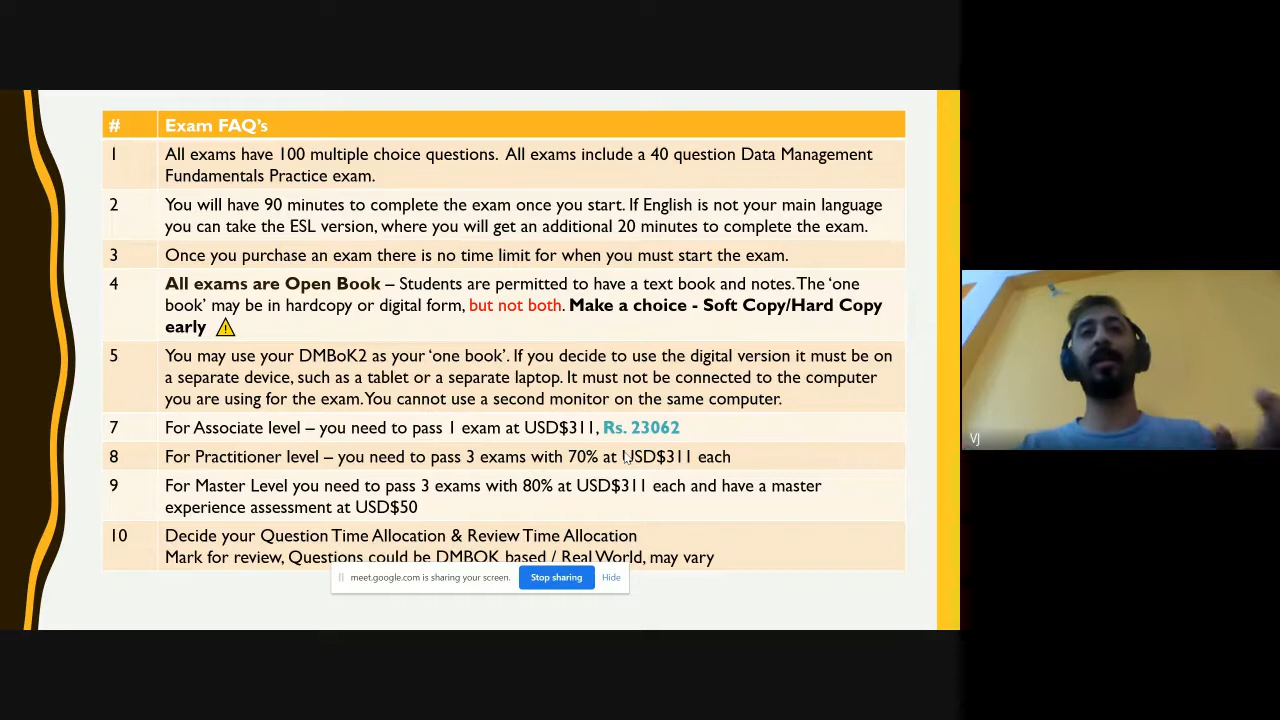 # Exam FAQ's
1 All exams have 100 multiple choice questions. All exams include a 40 question Data Management
Fundamentals Practice exam.
2 You will have 90 minutes to complete the exam once you start. If English is not your main language
you can take the ESL version, where you will get an additional 20 minutes to complete the exam.
3 Once you purchase an exam there is no time limit for when you must start the exam.
4 All exams are Open Book – Students are permitted to have a text book and notes. The 'one
book' may be in hardcopy or digital form, but not both. Make a choice - Soft Copy/Hard Copy
early
5 You may use your DMBoK2 as your 'one book'. If you decide to use the digital version it must be on
a separate device, such as a tablet or a separate laptop. It must not be connected to the computer
you are using for the exam. You cannot use a second monitor on the same computer.
7 For Associate level – you need to pass 1 exam at USD$311, Rs. 23062
8 For Practitioner level – you need to pass 3 exams with 70% at USD$311 each
9 For Master Level you need to pass 3 exams with 80% at USD$311 each and have a master
experience assessment at USD$50
10 Decide your Question Time Allocation & Review Time Allocation
Mark for review, Questions could be DMBOK based / Real World, may vary
meet.google.com is sharing your screen. Stop sharing Hide
VJ